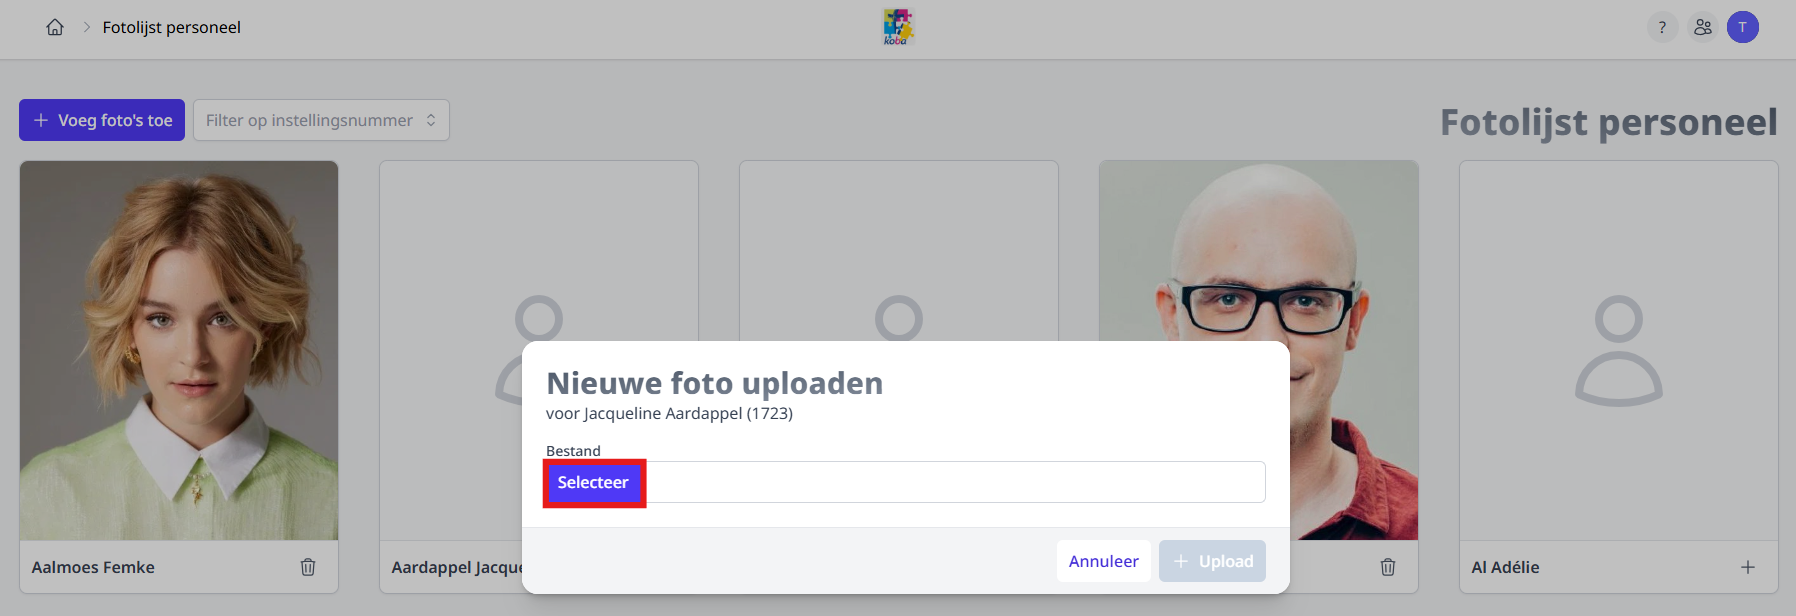 Fotolijst personeel
koba
?
T
Voeg foto's toe
Filter op instellingsnummer
Fotolijst personeel
Nieuwe foto uploaden
voor Jacqueline Aardappel (1723)
Bestand
Selecteer
Annuleer
Upload
Aalmoes Femke
Aardappel Jacque
Al Adélie